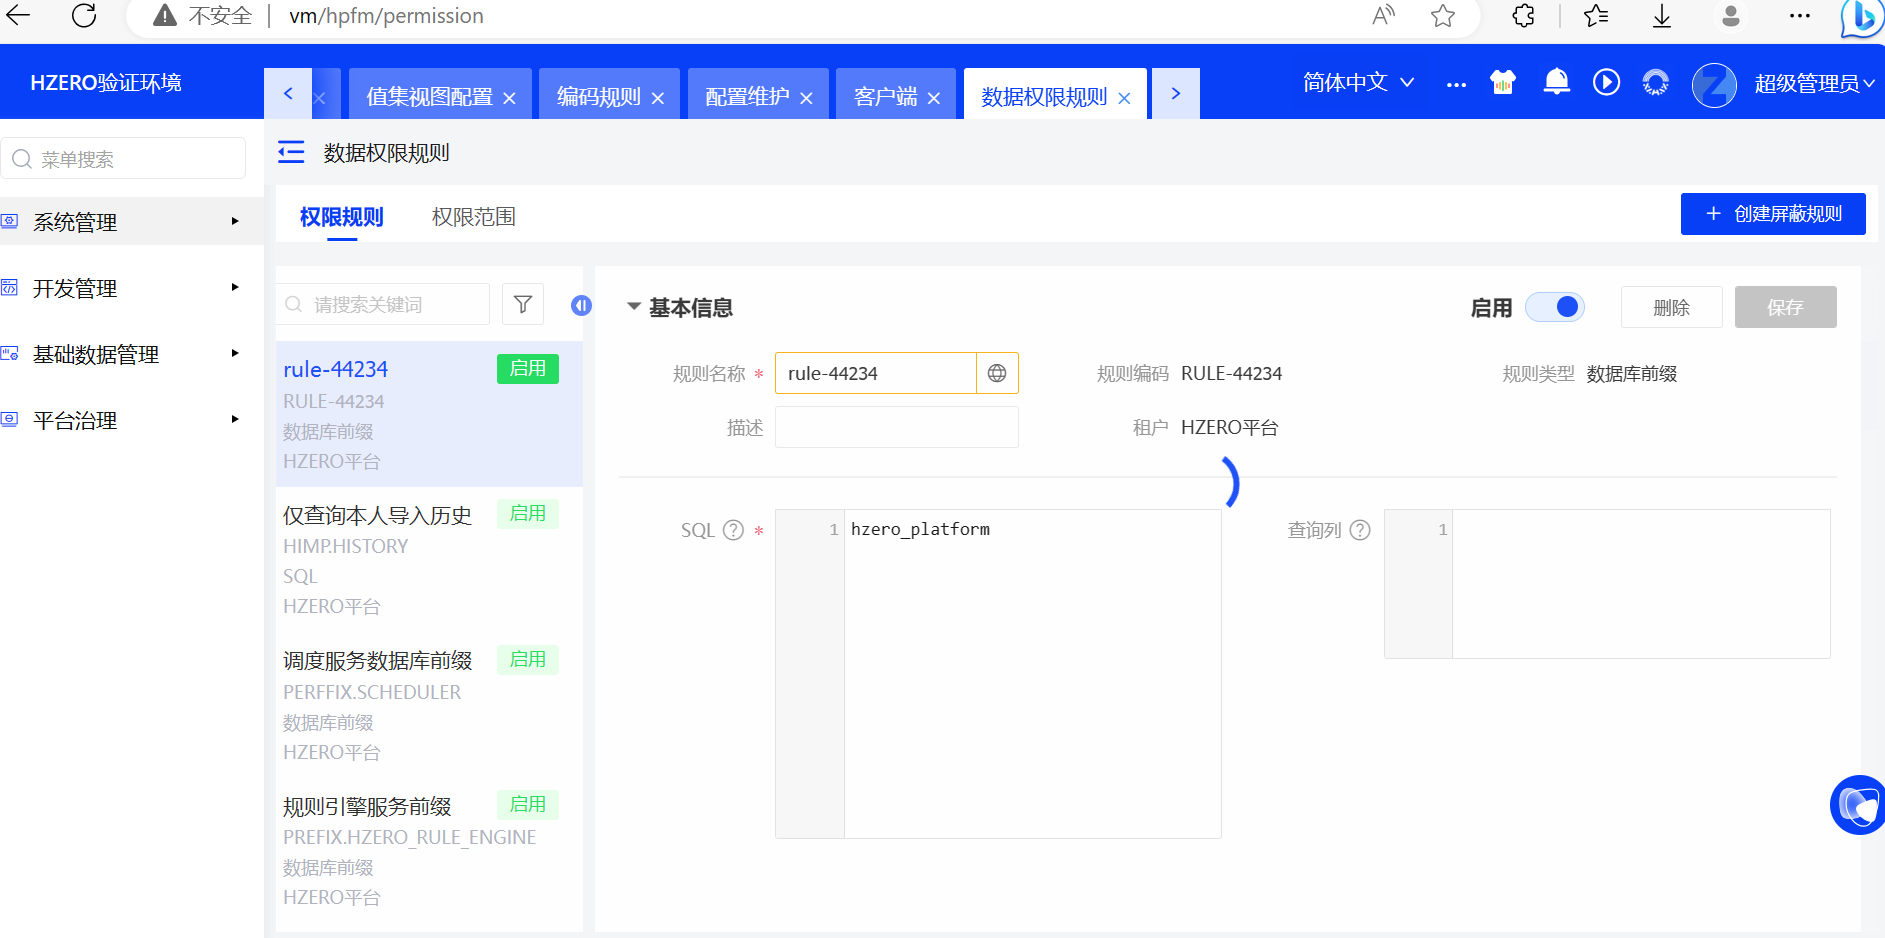 不安全 vm/hpfm/permission
HZERO验证环境
值集视图配置 编码规则 配置维护 客户端 数据权限规则
简体中文 超级管理员
菜单搜索
系统管理
开发管理
基础数据管理
平台治理
数据权限规则
权限规则 权限范围
+ 创建屏蔽规则
请搜索关键词
rule-44234 启用
RULE-44234
数据库前缀
HZERO平台
仅查询本人导入历史 启用
HIMP.HISTORY
SQL
HZERO平台
调度服务数据库前缀 启用
PERFFIX.SCHEDULER
数据库前缀
HZERO平台
规则引擎服务前缀 启用
PREFIX.HZERO_RULE_ENGINE
数据库前缀
HZERO平台
基本信息
启用 删除 保存
规则名称 * rule-44234 规则编码 RULE-44234 规则类型 数据库前缀
描述 租户 HZERO平台
SQL ? * 1 hzero_platform 查询列 ? 1